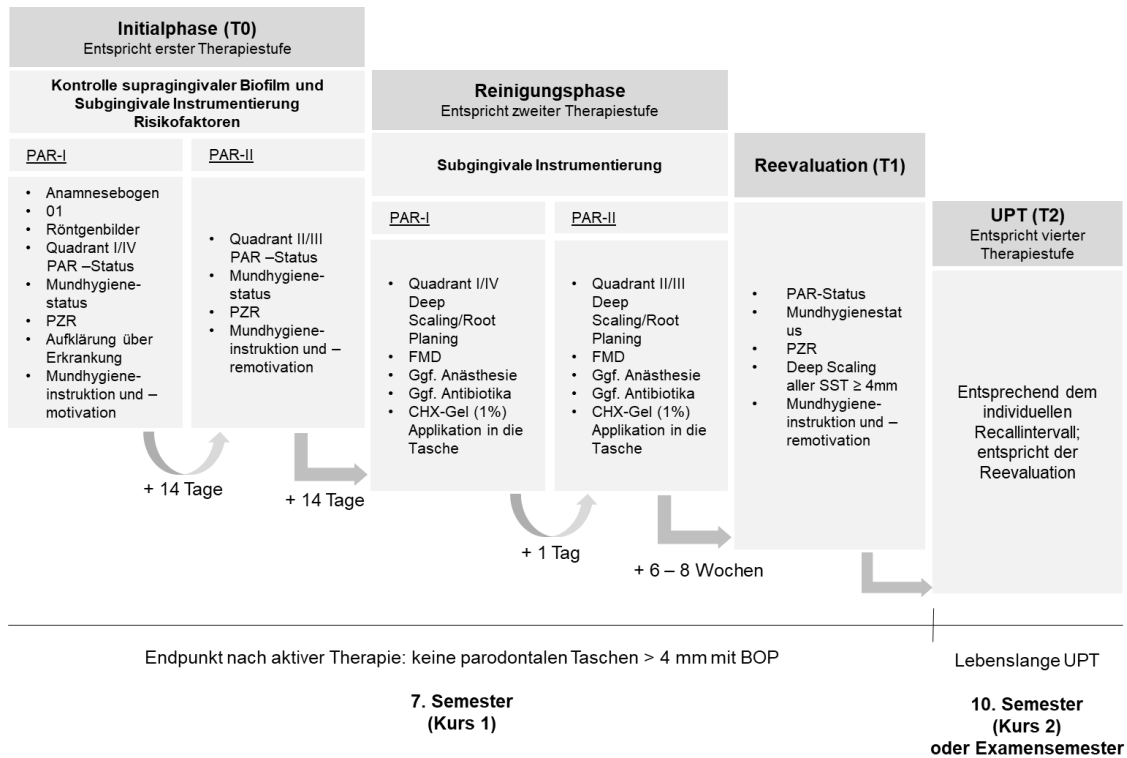 Initialphase (T0)
Entspricht erster Therapiestufe
Kontrolle supragingivaler Biofilm und
Subgingivale Instrumentierung
Risikofaktoren
PAR-I
• Anamnesebogen
• 01
• Röntgenbilder
• Quadrant I/IV
PAR –Status
• Mundhygiene-
status
• PZR
• Aufklärung über
Erkrankung
• Mundhygiene-
instruktion und –
motivation
PAR-II
• Quadrant II/III
PAR –Status
• Mundhygiene-
status
• PZR
• Mundhygiene-
instruktion und –
remotivation
+ 14 Tage
+ 14 Tage
Reinigungsphase
Entspricht zweiter Therapiestufe
Subgingivale Instrumentierung
PAR-I
• Quadrant I/IV
Deep
Scaling/Root
Planing
• FMD
• Ggf. Anästhesie
• Ggf. Antibiotika
• CHX-Gel (1%)
Applikation in die
Tasche
PAR-II
• Quadrant II/III
Deep
Scaling/Root
Planing
• FMD
• Ggf. Anästhesie
• Ggf. Antibiotika
• CHX-Gel (1%)
Applikation in die
Tasche
+ 1 Tag
+ 6 – 8 Wochen
Reevaluation (T1)
• PAR-Status
• Mundhygienestat
us
• PZR
• Deep Scaling
aller SST ≥ 4mm
• Mundhygiene-
instruktion und –
remotivation
UPT (T2)
Entspricht vierter
Therapiestufe
Entsprechend dem
individuellen
Recallintervall;
entspricht der
Reevaluation
Endpunkt nach aktiver Therapie: keine parodontalen Taschen > 4 mm mit BOP
7. Semester
(Kurs 1)
Lebenslange UPT
10. Semester
(Kurs 2)
oder Examensemester